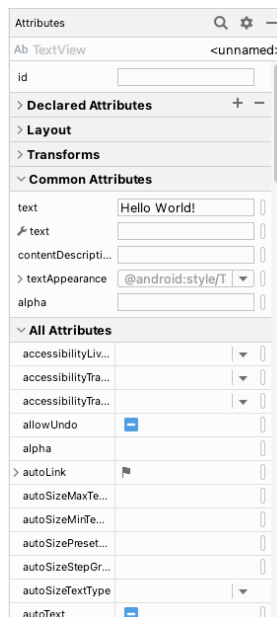 Attributes
Ab TextView <unnamed>
id
Declared Attributes
Layout
Transforms
Common Attributes
text Hello World!
text
contentDescripti...
textAppearance @android:style/T
alpha
All Attributes
accessibilityLiv...
accessibilityTra...
accessibilityTra...
allowUndo
alpha
autoLink
autoSizeMaxTe...
autoSizeMinTe...
autoSizePreset...
autoSizeStepGr...
autoSizeTextType
autoText